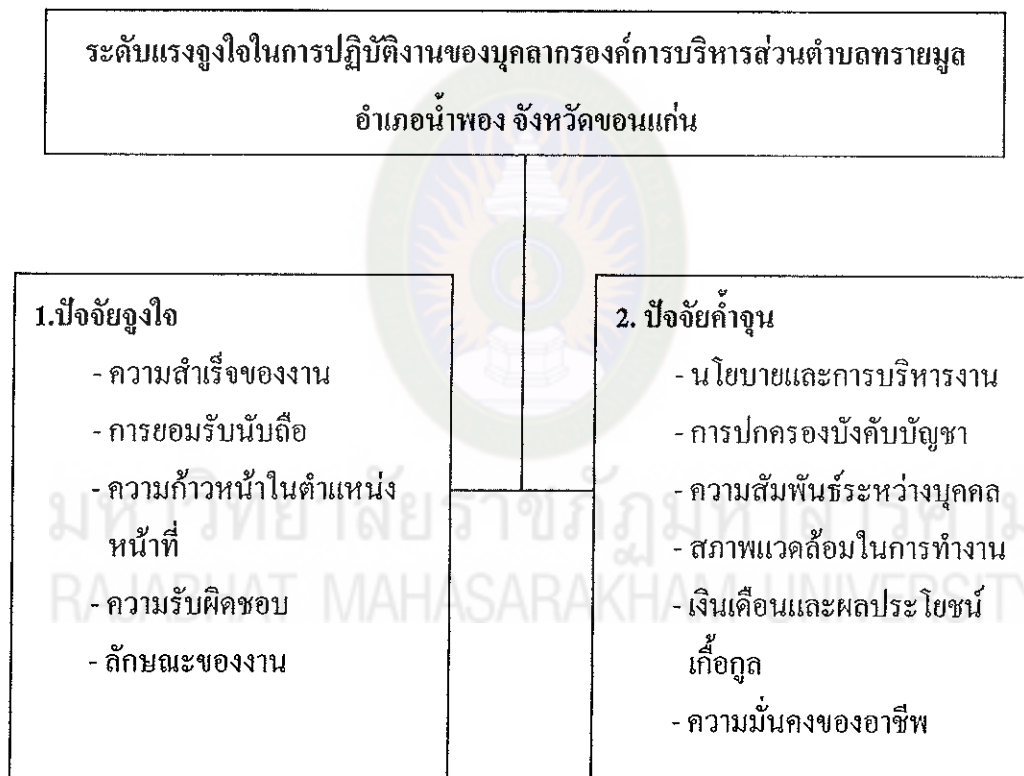 ระดับแรงจูงใจในการปฏิบัติงานของบุคลากรองค์การบริหารส่วนตำบลทรายมูล
อำเภอน้ำพอง จังหวัดขอนแก่น
1.ปัจจัยจูงใจ
- ความสำเร็จของงาน
- การยอมรับนับถือ
- ความก้าวหน้าในตำแหน่ง
หน้าที่
- ความรับผิดชอบ
- ลักษณะของงาน
2. ปัจจัยค้ำจุน
- นโยบายและการบริหารงาน
- การปกครองบังคับบัญชา
- ความสัมพันธ์ระหว่างบุคคล
- สภาพแวดล้อมในการทำงาน
- เงินเดือนและผลประโยชน์
เกื้อกูล
- ความมั่นคงของอาชีพ
มหาวิทยาลัยราชภัฏมหาสารคาม
RAJABHAT MAHASARAKHAM UNIVERSITY